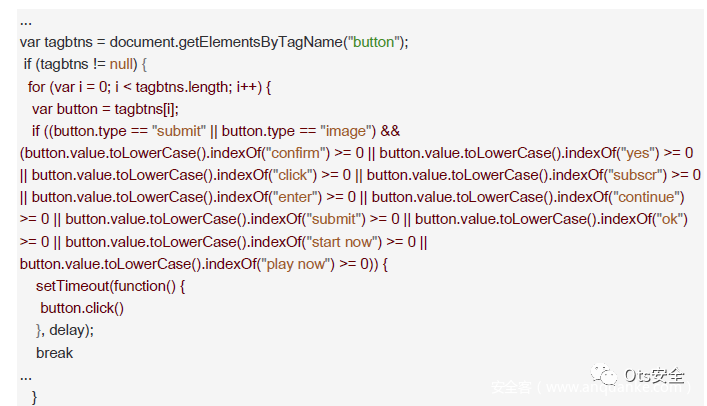 ...
var tagbtns = document.getElementsByTagName("button");
if (tagbtns != null) {
for (var i = 0; i < tagbtns.length; i++) {
var button = tagbtns[i];
if ((button.type == "submit" || button.type == "image") &&
(button.value.toLowerCase().indexOf("confirm") >= 0 || button.value.toLowerCase().indexOf("yes") >= 0
|| button.value.toLowerCase().indexOf("click") >= 0 || button.value.toLowerCase().indexOf("subscr") >= 0
|| button.value.toLowerCase().indexOf("enter") >= 0 || button.value.toLowerCase().indexOf("continue")
>= 0 || button.value.toLowerCase().indexOf("submit") >= 0 || button.value.toLowerCase().indexOf("ok")
>= 0 || button.value.toLowerCase().indexOf("start now") >= 0 ||
button.value.toLowerCase().indexOf("play now") >= 0)) {
setTimeout(function() {
button.click()
}, delay);
break
...
}
Ots安全
安全客